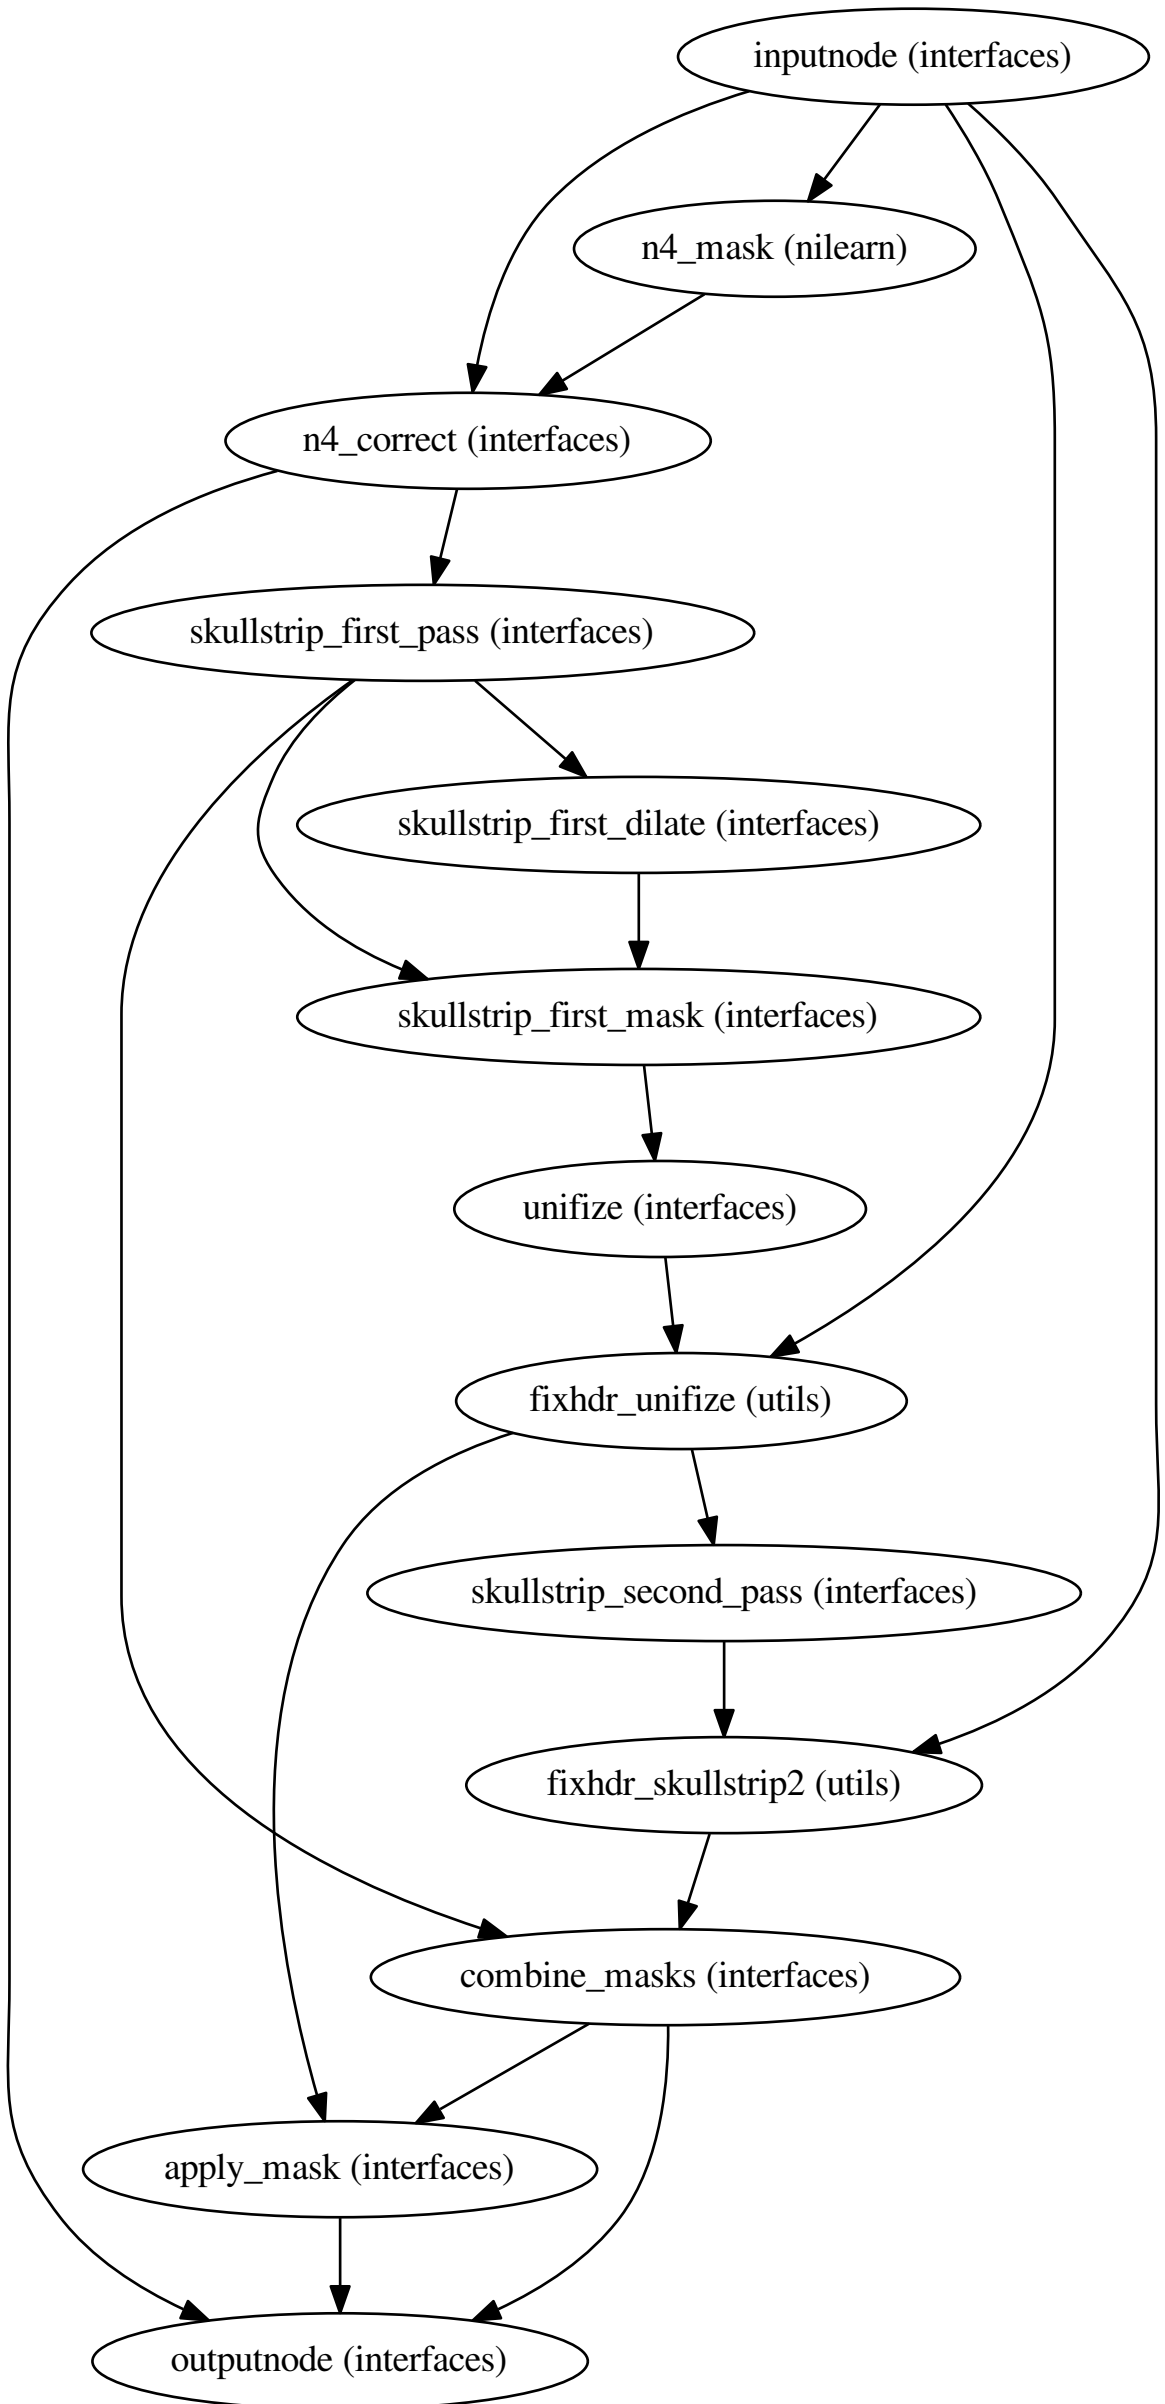 inputnode (interfaces)
n4_mask (nilearn)
n4_correct (interfaces)
skullstrip_first_pass (interfaces)
skullstrip_first_dilate (interfaces)
skullstrip_first_mask (interfaces)
unifize (interfaces)
fixhdr_unifize (utils)
skullstrip_second_pass (interfaces)
fixhdr_skullstrip2 (utils)
combine_masks (interfaces)
apply_mask (interfaces)
outputnode (interfaces)